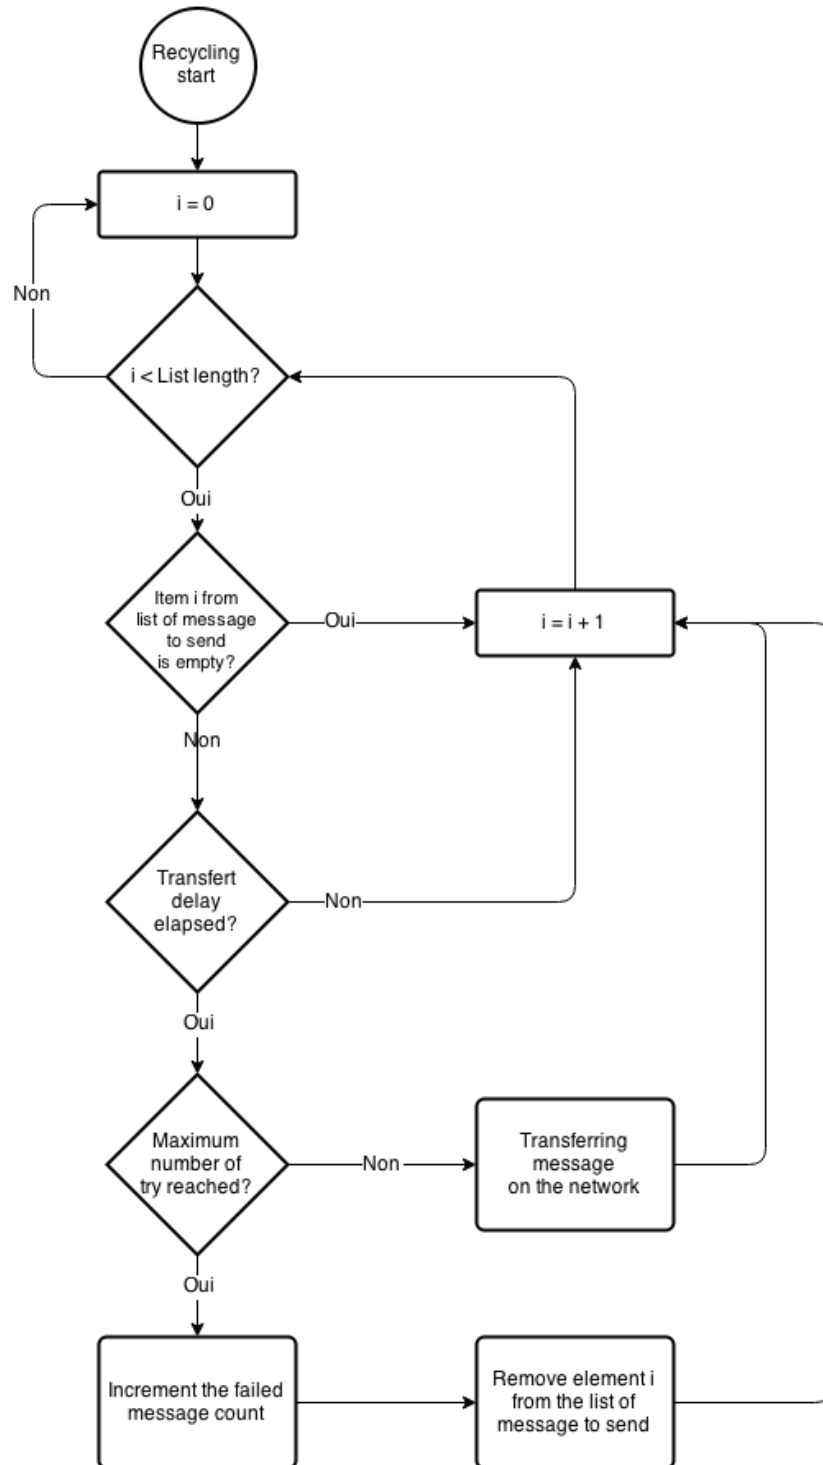 Recycling
start
i = 0
Non
i < List length?
Oui
Item i from
list of message
to send
is empty?
Oui
i = i + 1
Non
Transfert
delay
elapsed?
Non
Oui
Maximum
number of
try reached?
Non
Transferring
message
on the network
Oui
Increment the failed
message count
Remove element i
from the list of
message to send